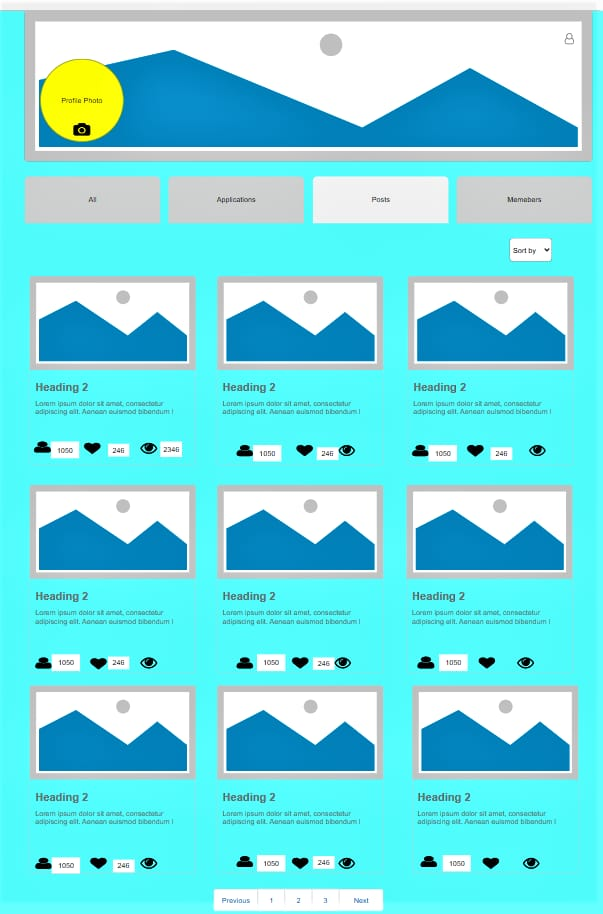 Profile Photo
All
Applications
Posts
Memebers
Sort by
Heading 2
Lorem ipsum dolor sit amet, consectetur
adipiscing elit. Aenean euismod bibendum l
1050
246
2346
Heading 2
Lorem ipsum dolor sit amet, consectetur
adipiscing elit. Aenean euismod bibendum l
1050
246
Heading 2
Lorem ipsum dolor sit amet, consectetur
adipiscing elit. Aenean euismod bibendum l
1050
246
Heading 2
Lorem ipsum dolor sit amet, consectetur
adipiscing elit. Aenean euismod bibendum l
1050
246
Heading 2
Lorem ipsum dolor sit amet, consectetur
adipiscing elit. Aenean euismod bibendum l
1050
246
Heading 2
Lorem ipsum dolor sit amet, consectetur
adipiscing elit. Aenean euismod bibendum l
1050
Heading 2
Lorem ipsum dolor sit amet, consectetur
adipiscing elit. Aenean euismod bibendum l
1050
246
Heading 2
Lorem ipsum dolor sit amet, consectetur
adipiscing elit. Aenean euismod bibendum l
1050
246
Heading 2
Lorem ipsum dolor sit amet, consectetur
adipiscing elit. Aenean euismod bibendum l
1050
Previous 1 2 3 Next